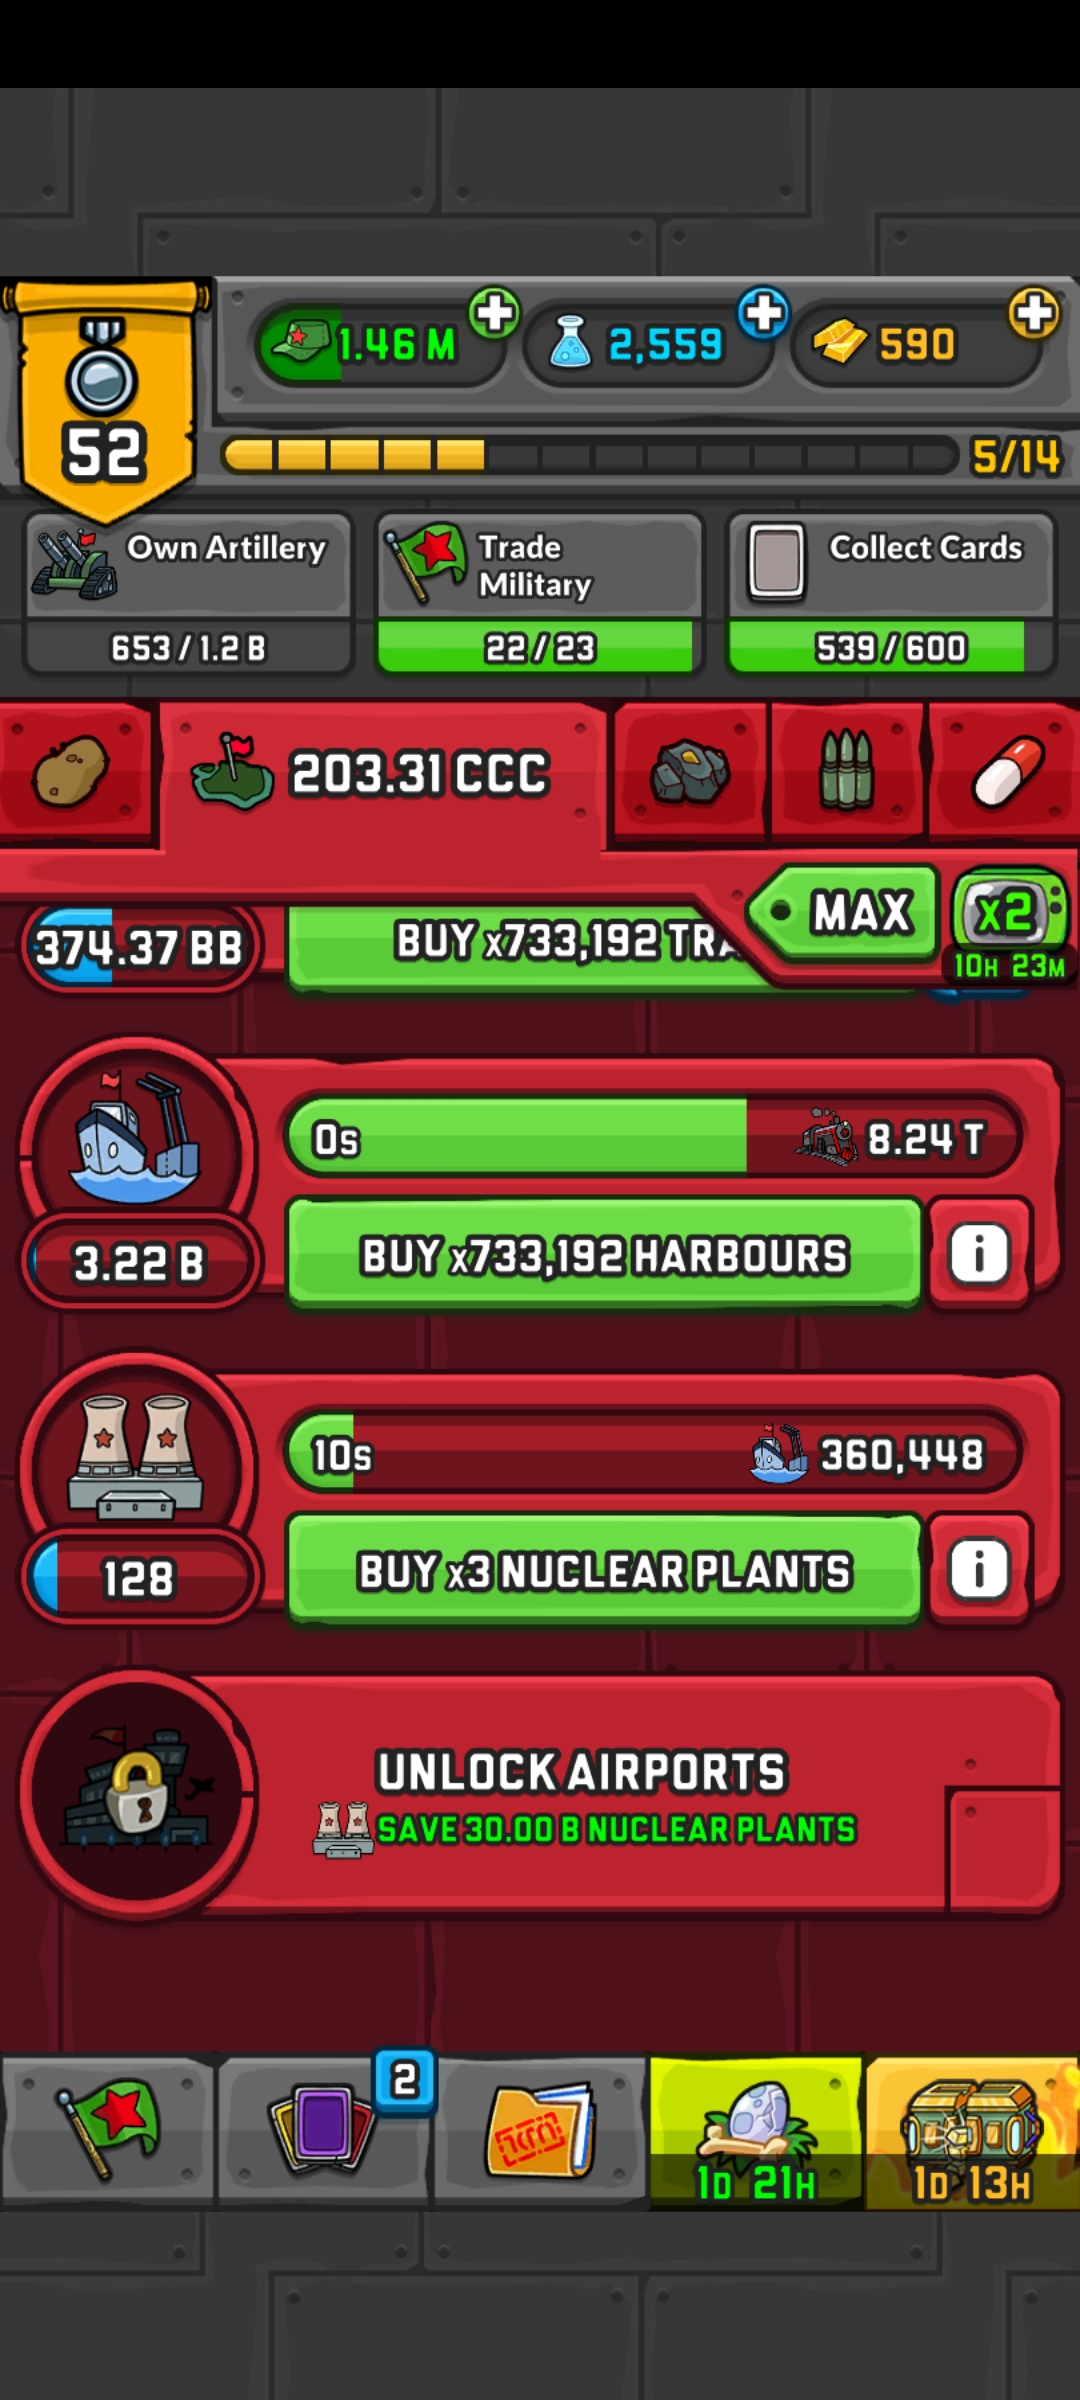 1.46 M
2,559
590
52
5/14
Own Artillery
Trade
Military
Collect Cards
653 / 1.2 B
22 / 23
539 / 600
203.31 CCC
MAX
x2
10H 23M
374.37 BB
BUY x733,192 TRA
0s
8.24 T
3.22 B
BUY x733,192 HARBOURS
i
10s
360,448
128
BUY x3 NUCLEAR PLANTS
i
UNLOCK AIRPORTS
SAVE 30.00 B NUCLEAR PLANTS
2
1D 21H
1D 13H